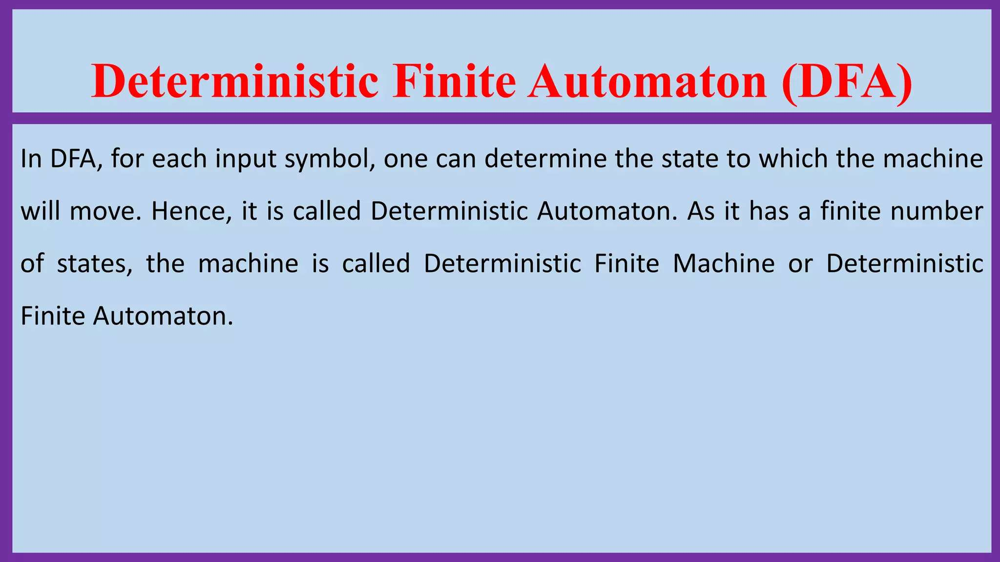 Deterministic Finite Automaton (DFA)
In DFA, for each input symbol, one can determine the state to which the machine
will move. Hence, it is called Deterministic Automaton. As it has a finite number
of states, the machine is called Deterministic Finite Machine or Deterministic
Finite Automaton.